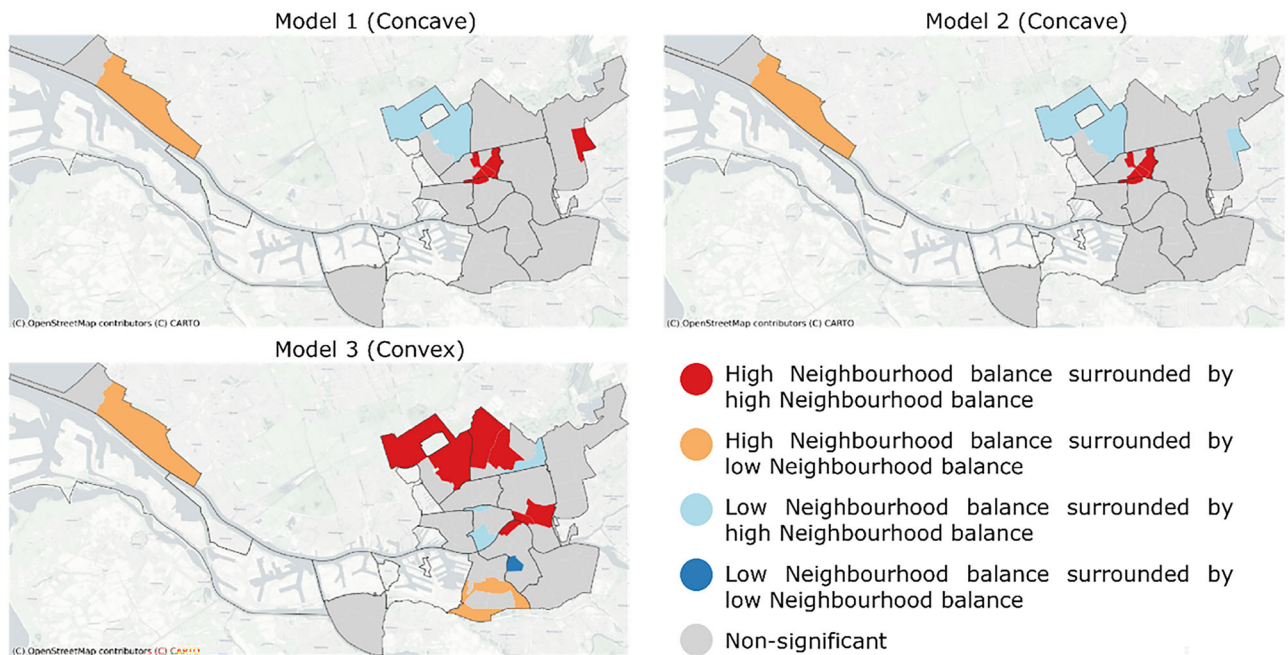 Model 1 (Concave)
Model 2 (Concave)
(C) OpenStreetMap contributors (C) CARTO
(C) OpenStreetMap contributors (C) CARTO
Model 3 (Convex)
High Neighbourhood balance surrounded by
high Neighbourhood balance
High Neighbourhood balance surrounded by
low Neighbourhood balance
Low Neighbourhood balance surrounded by
high Neighbourhood balance
Low Neighbourhood balance surrounded by
low Neighbourhood balance
Non-significant
(C) OpenStreetMap contributors (C) CARTO